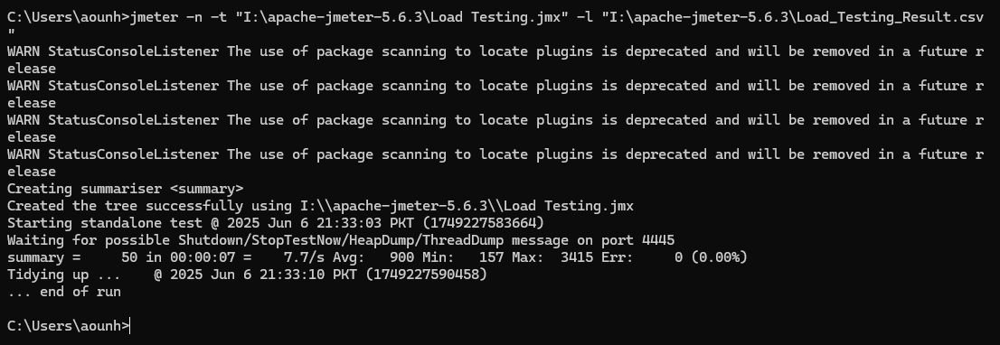 C:\Users\aounh>jmeter -n -t "I:\apache-jmeter-5.6.3\Load Testing.jmx" -l "I:\apache-jmeter-5.6.3\Load_Testing_Result.csv
"
WARN StatusConsoleListener The use of package scanning to locate plugins is deprecated and will be removed in a future r
elease
WARN StatusConsoleListener The use of package scanning to locate plugins is deprecated and will be removed in a future r
elease
WARN StatusConsoleListener The use of package scanning to locate plugins is deprecated and will be removed in a future r
elease
WARN StatusConsoleListener The use of package scanning to locate plugins is deprecated and will be removed in a future r
elease
Creating summariser <summary>
Created the tree successfully using I:\\apache-jmeter-5.6.3\\Load Testing.jmx
Starting standalone test @ 2025 Jun 6 21:33:03 PKT (1749227583664)
Waiting for possible Shutdown/StopTestNow/HeapDump/ThreadDump message on port 4445
summary =     50 in 00:00:07 =    7.7/s Avg:   900 Min:   157 Max:  3415 Err:     0 (0.00%)
Tidying up ...    @ 2025 Jun 6 21:33:10 PKT (1749227590458)
... end of run
C:\Users\aounh>